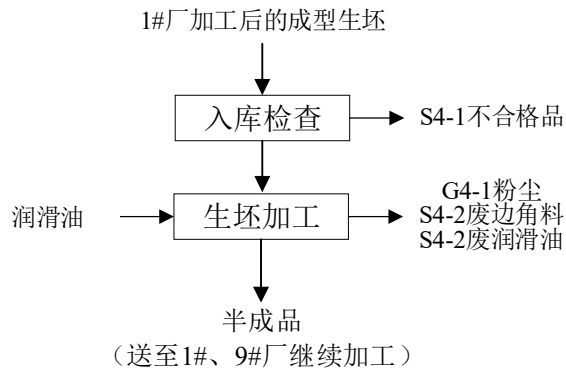 1#厂加工后的成型生坯
入库检查
S4-1不合格品
润滑油
生坯加工
G4-1粉尘
S4-2废边角料
S4-2废润滑油
半成品
（送至1#、9#厂继续加工）